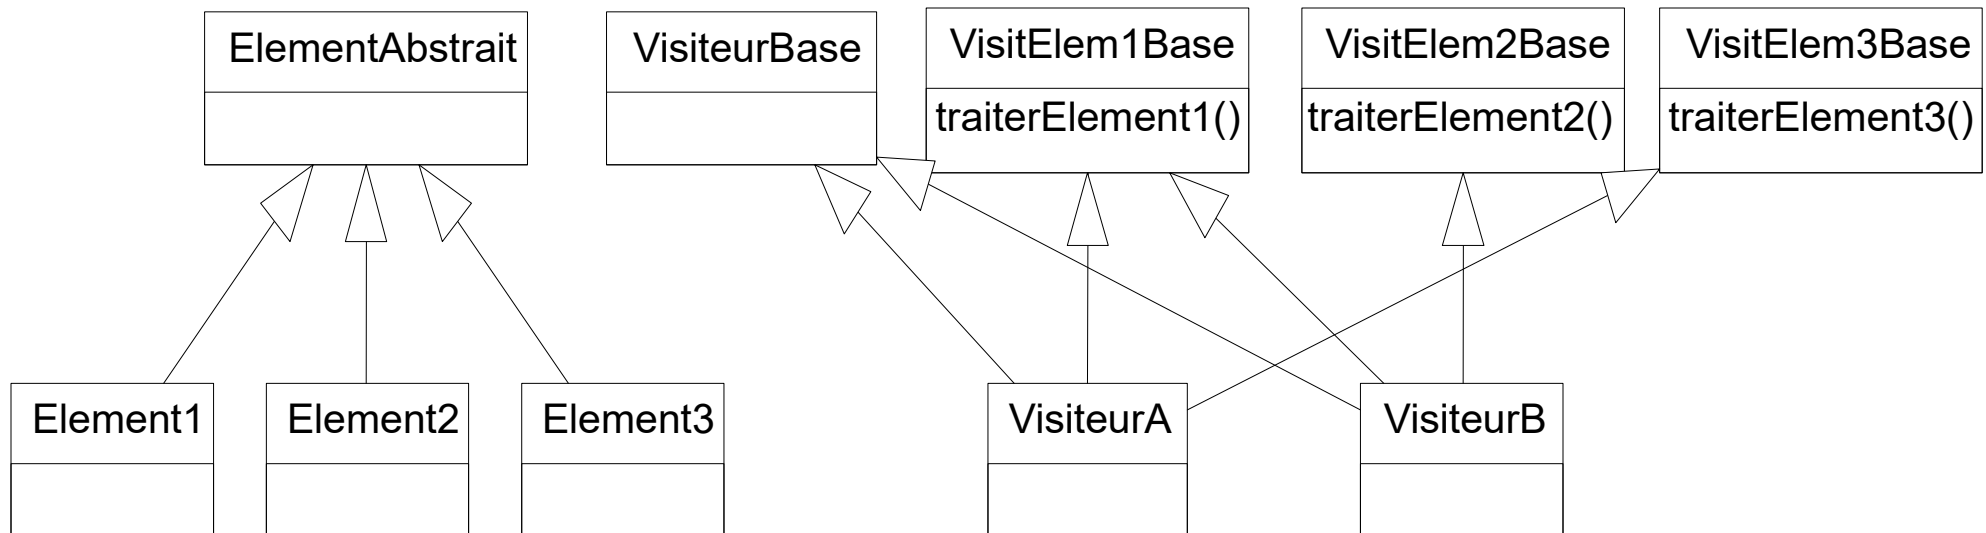 ElementAbstrait
VisiteurBase
VisitElem1Base
VisitElem2Base
VisitElem3Base
traiterElement1()
traiterElement2()
traiterElement3()
Element1
Element2
Element3
VisiteurA
VisiteurB